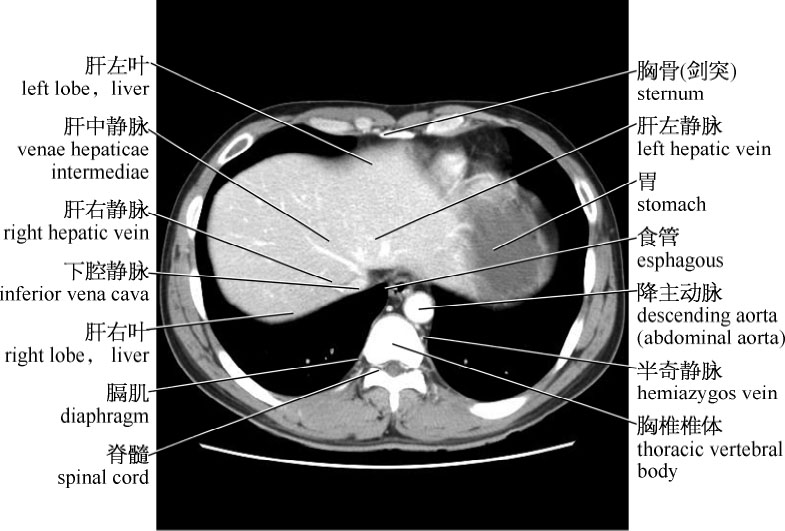 肝左叶
left lobe，liver
肝中静脉
venae hepaticae
intermediae
肝右静脉
right hepatic vein
下腔静脉
inferior vena cava
肝右叶
right lobe， liver
膈肌
diaphragm
脊髓
spinal cord
胸骨(剑突)
sternum
肝左静脉
left hepatic vein
胃
stomach
食管
esphagous
降主动脉
descending aorta
(abdominal aorta)
半奇静脉
hemiazygos vein
胸椎椎体
thoracic vertebral
body